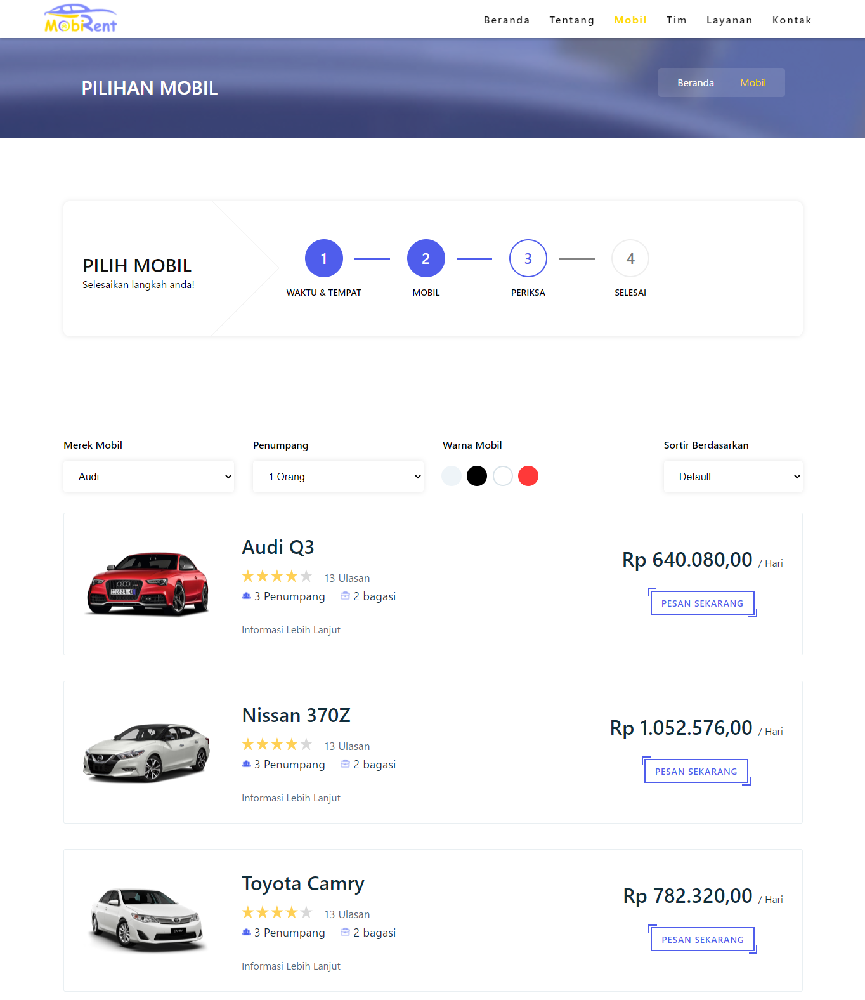 MobiRent
Beranda Tentang Mobil Tim Layanan Kontak
PILIHAN MOBIL
Beranda Mobil
PILIH MOBIL
Selesaikan langkah anda!
1 2 3 4
WAKTU & TEMPAT MOBIL PERIKSA SELESAI
Merek Mobil Penumpang Warna Mobil Sortir Berdasarkan
Audi 1 Orang Default
Audi Q3
13 Ulasan
3 Penumpang 2 bagasi
Informasi Lebih Lanjut
Rp 640.080,00 / Hari
PESAN SEKARANG
Nissan 370Z
13 Ulasan
3 Penumpang 2 bagasi
Informasi Lebih Lanjut
Rp 1.052.576,00 / Hari
PESAN SEKARANG
Toyota Camry
13 Ulasan
3 Penumpang 2 bagasi
Informasi Lebih Lanjut
Rp 782.320,00 / Hari
PESAN SEKARANG